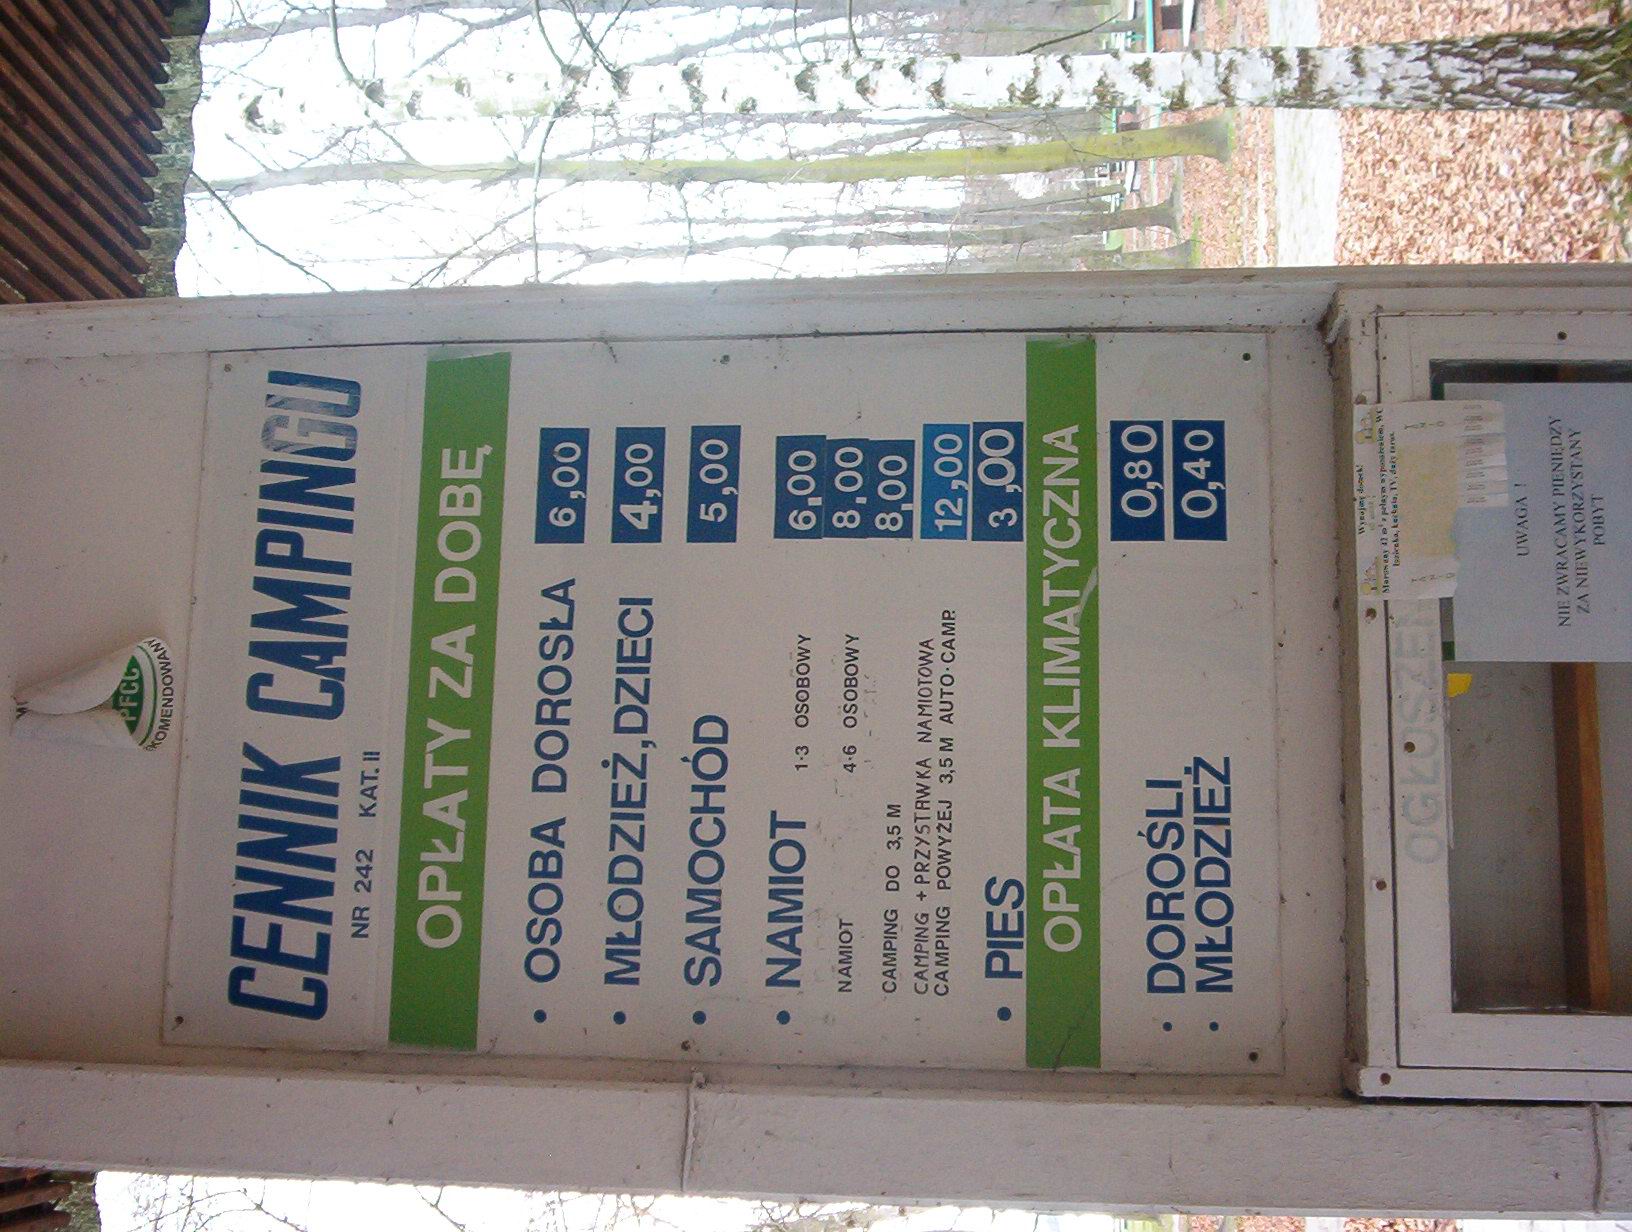 PFCC
KOMENDOWANY
CENNIK CAMPINGU
NR 242 KAT. II
OPŁATY ZA DOBĘ
• OSOBA DOROSŁA 6,00
• MŁODZIEŻ,DZIECI 4,00
• SAMOCHÓD 5,00
• NAMIOT 1-3 OSOBOWY 6,00
NAMIOT 4-6 OSOBOWY 8,00
CAMPING DO 3,5 M 8,00
CAMPING + PRZYSTAWKA NAMIOTOWA
CAMPING POWYŻEJ 3,5 M AUTO-CAMP. 12,00
• PIES 3,00
OPŁATA KLIMATYCZNA
• DOROŚLI 0,80
• MŁODZIEŻ 0,40
OGŁOSZEN
UWAGA !
NIE ZWRACAMY PIENIĘDZY
ZA NIEWYKORZYSTANY
POBYT